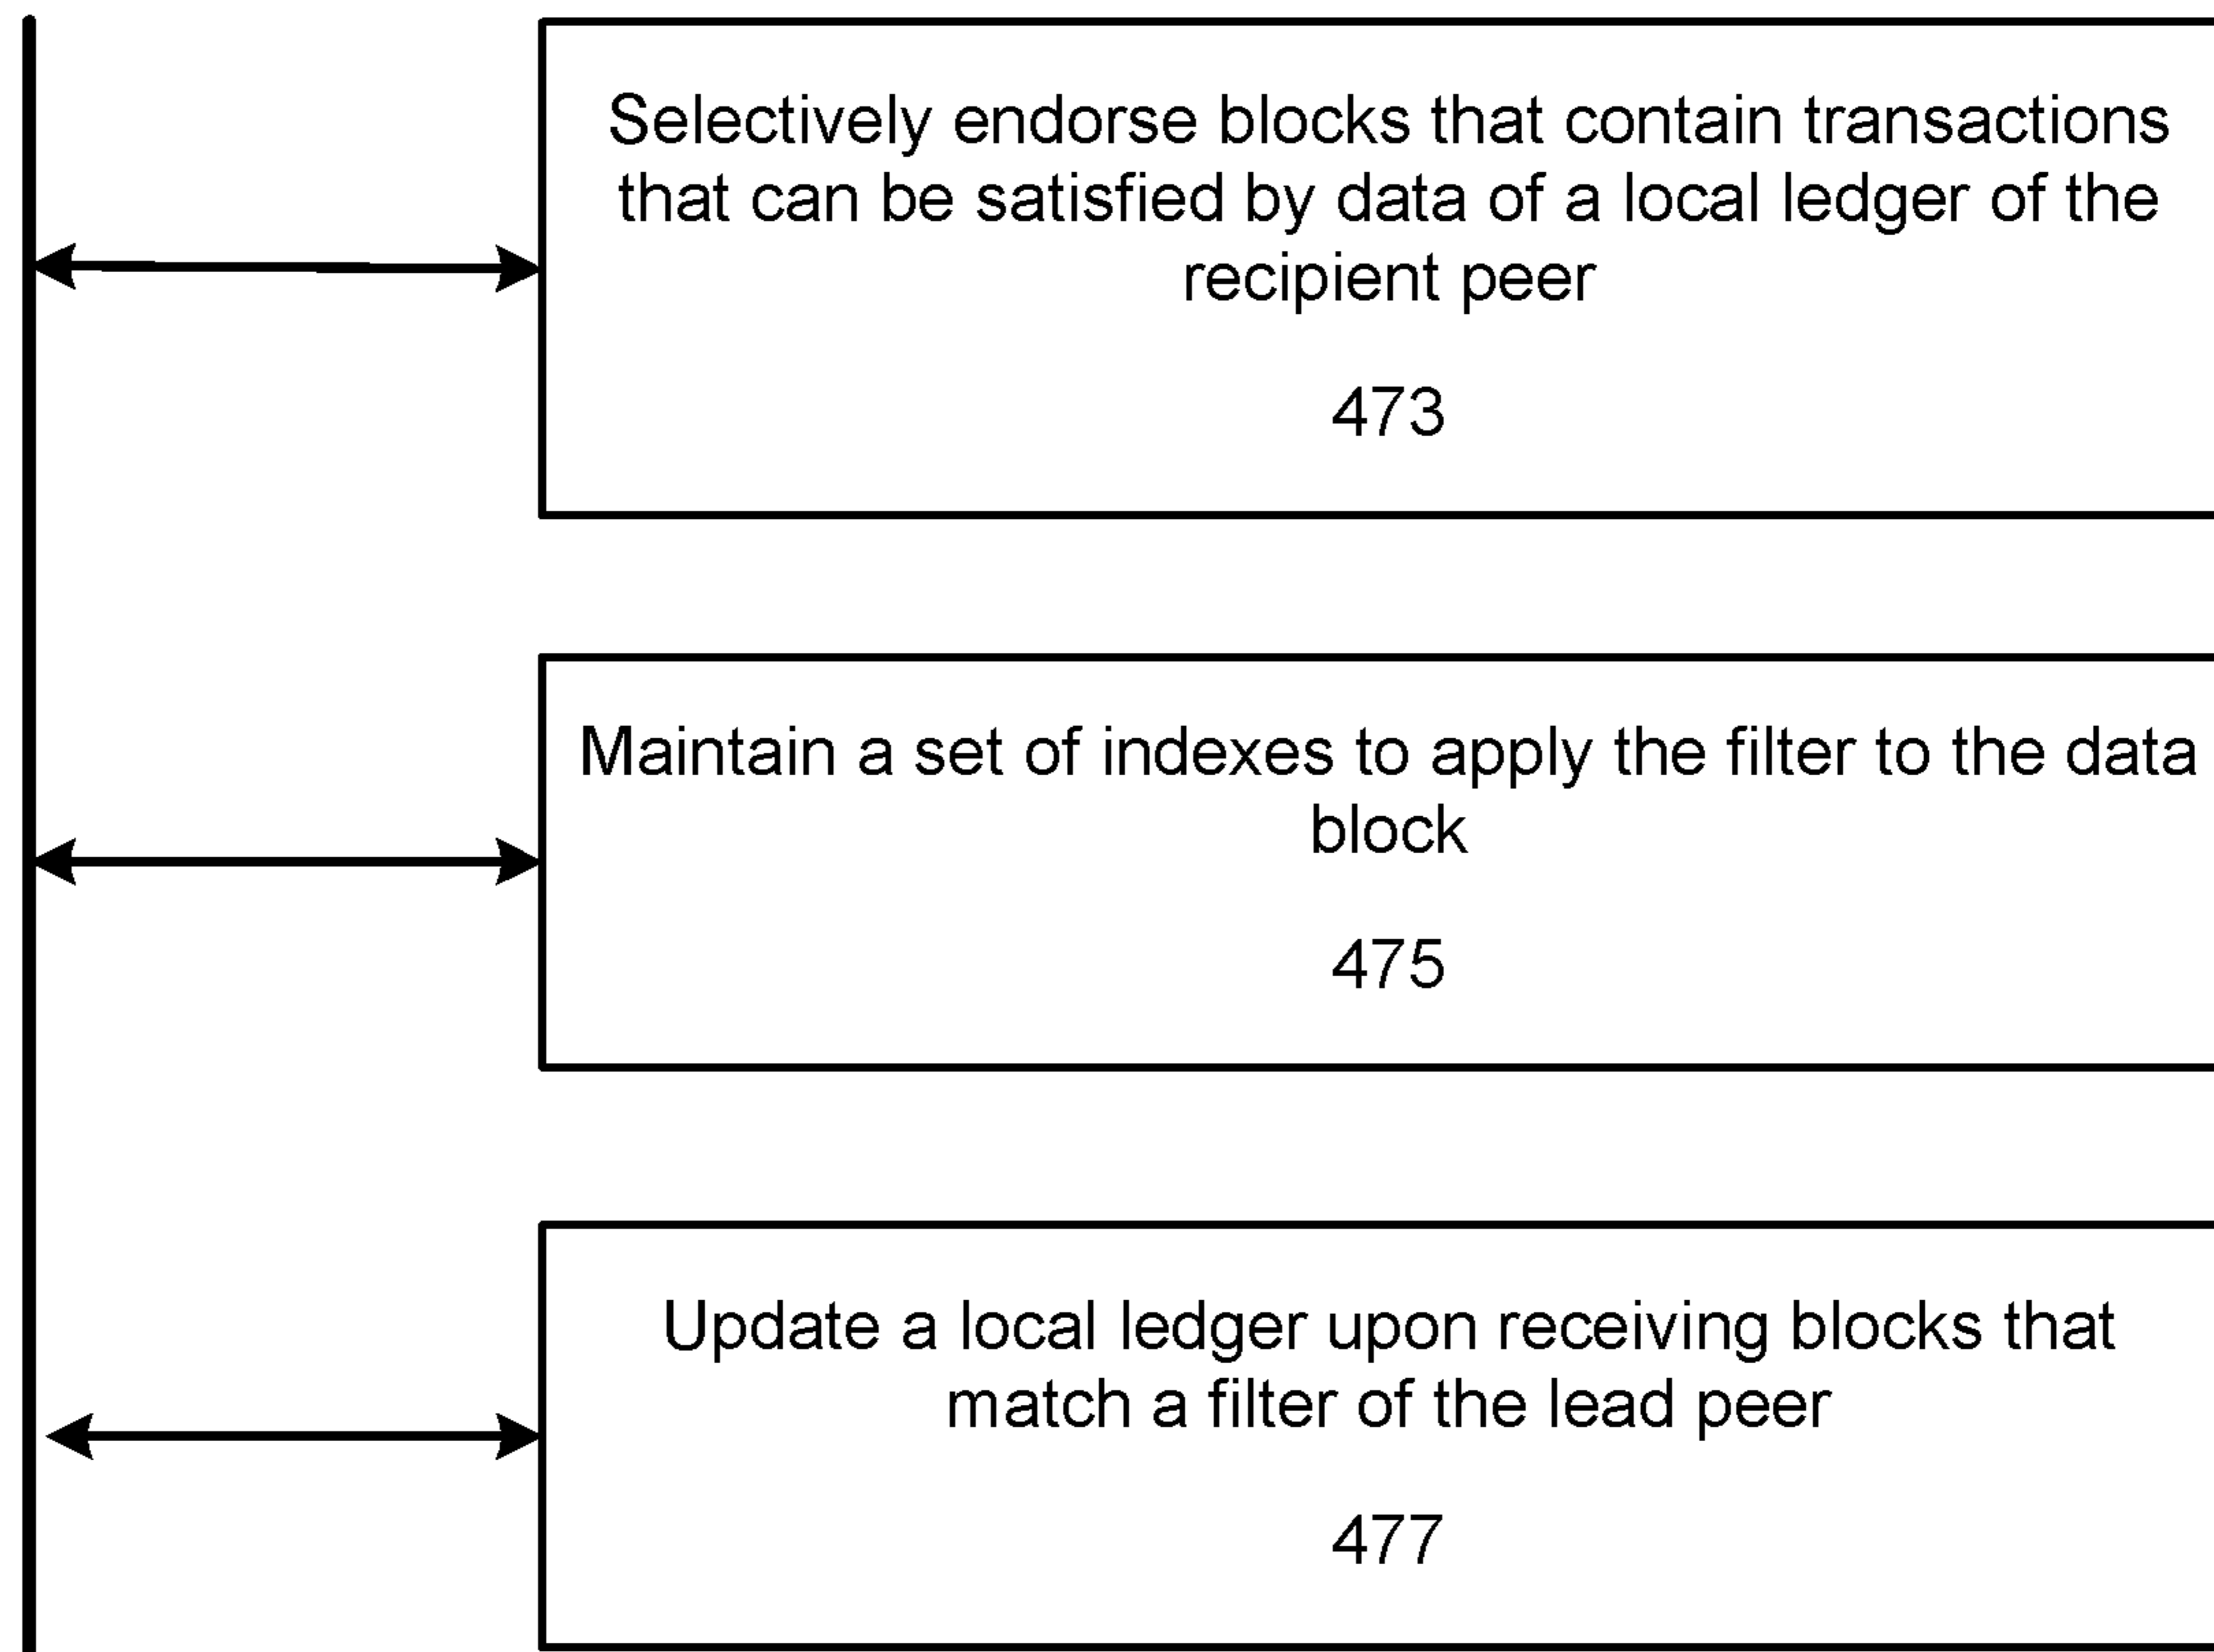 Selectively endorse blocks that contain transactions
that can be satisfied by data of a local ledger of the
recipient peer
473
Maintain a set of indexes to apply the filter to the data
block
475
Update a local ledger upon receiving blocks that
match a filter of the lead peer
477